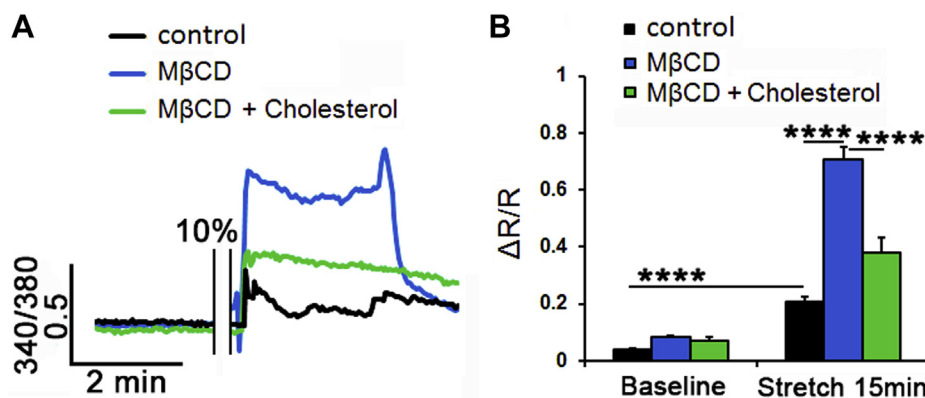 A
control
MβCD
MβCD + Cholesterol
10%
340/380
0.5
2 min
B
control
MβCD
MβCD + Cholesterol
ΔR/R
1
0.8
0.6
0.4
0.2
0
****
****
****
Baseline
Stretch 15min